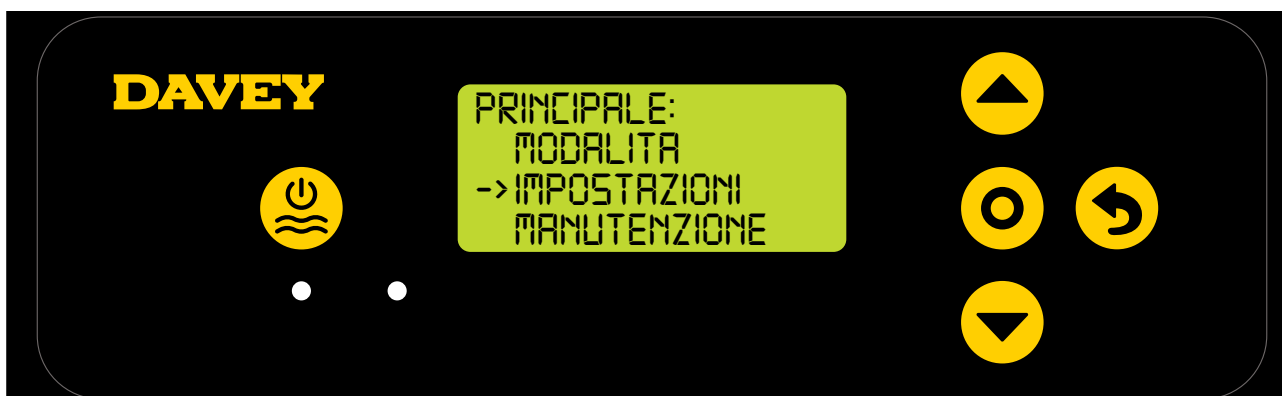 DAVEY
PRINCIPALE:
MODALITA
->IMPOSTAZIONI
MANUTENZIONE